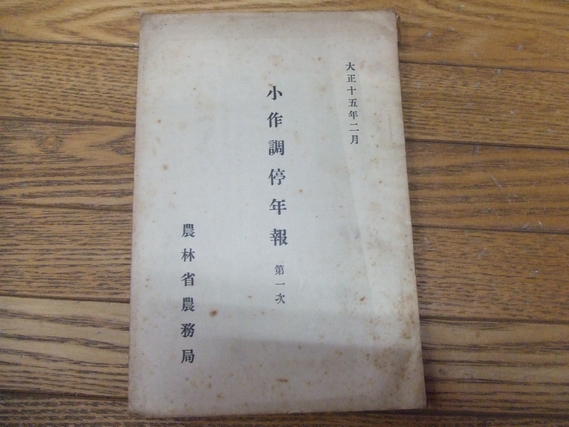 大正十五年二月
小作調停年報 第一次
農林省農務局